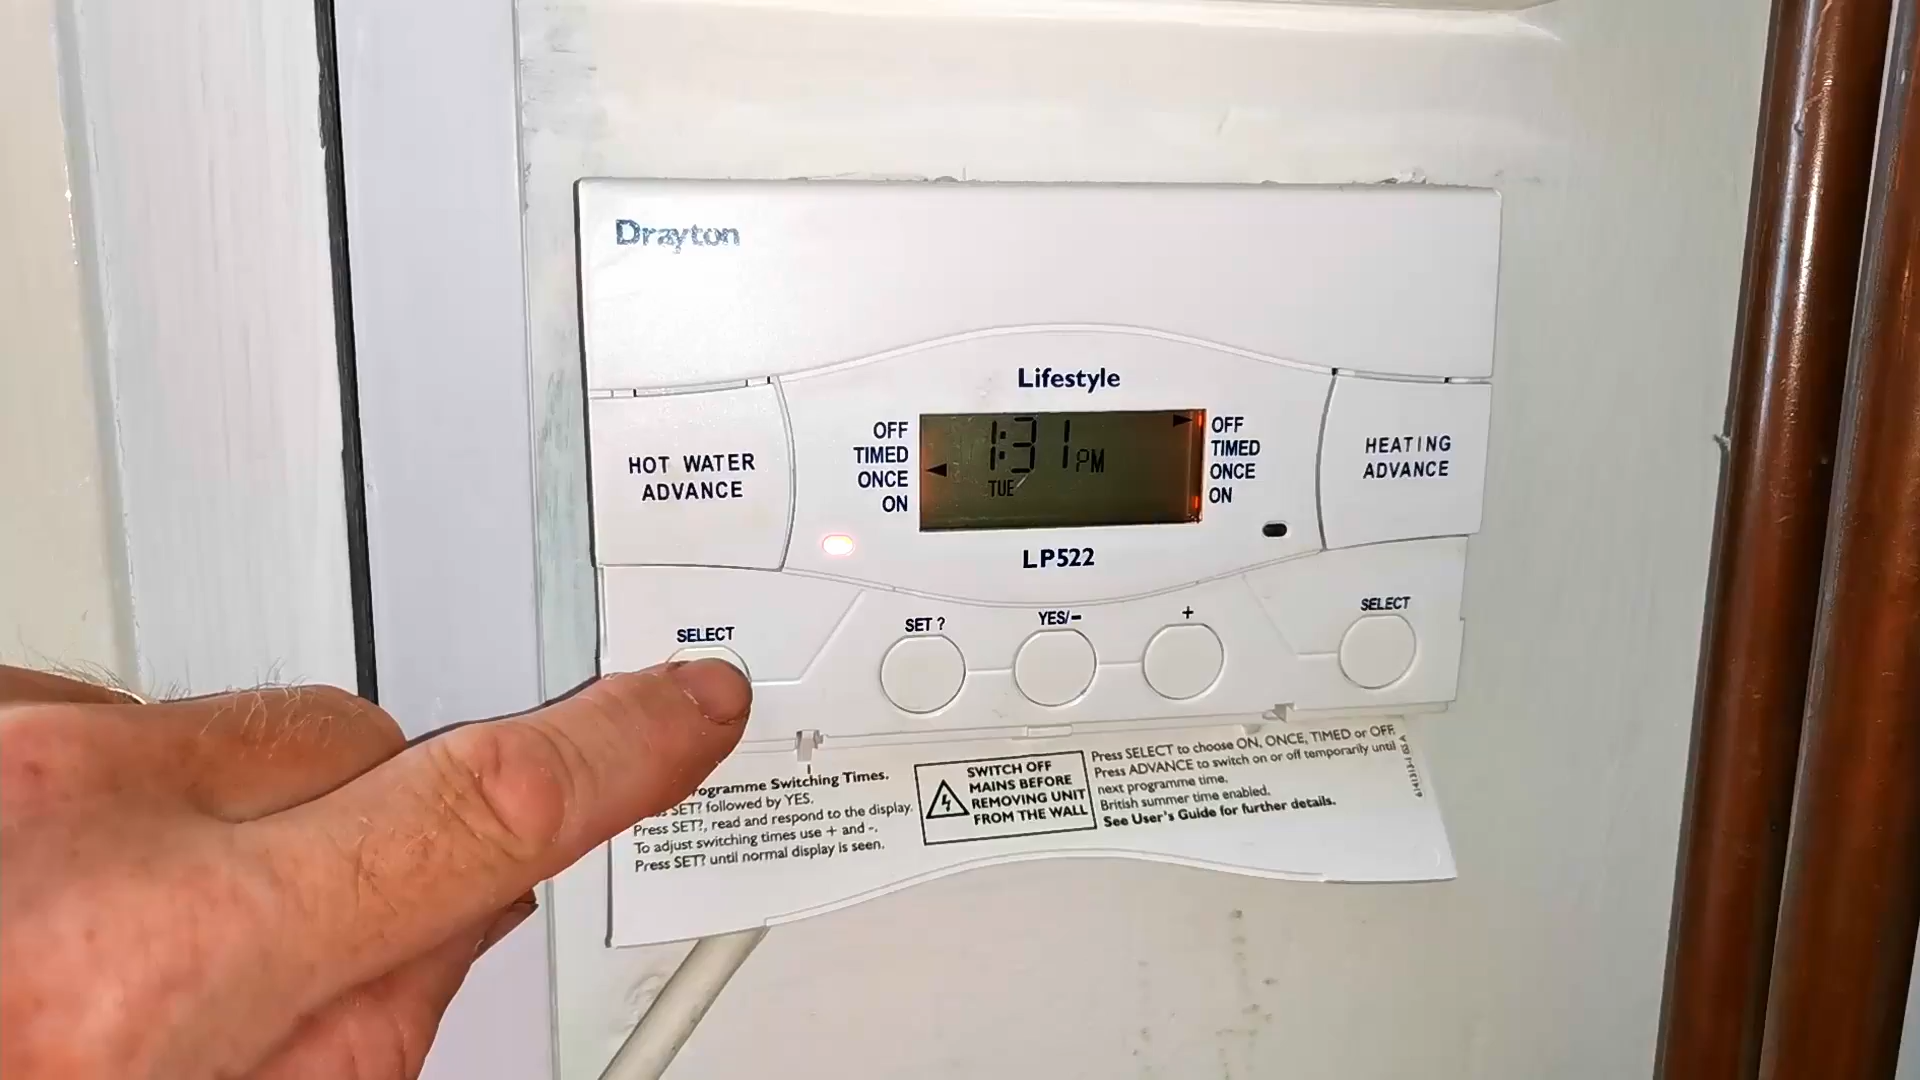 Drayton
Lifestyle
HOT WATER
ADVANCE
OFF
TIMED
ONCE
ON
1:31 PM
TUE
OFF
TIMED
ONCE
ON
HEATING
ADVANCE
LP522
SELECT
SET ?
YES/-
+
SELECT
Programme Switching Times.
SET? followed by YES.
Press SET?, read and respond to the display.
To adjust switching times use + and -.
Press SET? until normal display is seen.
SWITCH OFF
MAINS BEFORE
REMOVING UNIT
FROM THE WALL
Press SELECT to choose ON, ONCE, TIMED or OFF.
Press ADVANCE to switch on or off temporarily until
next programme time.
British summer time enabled.
See User's Guide for further details.